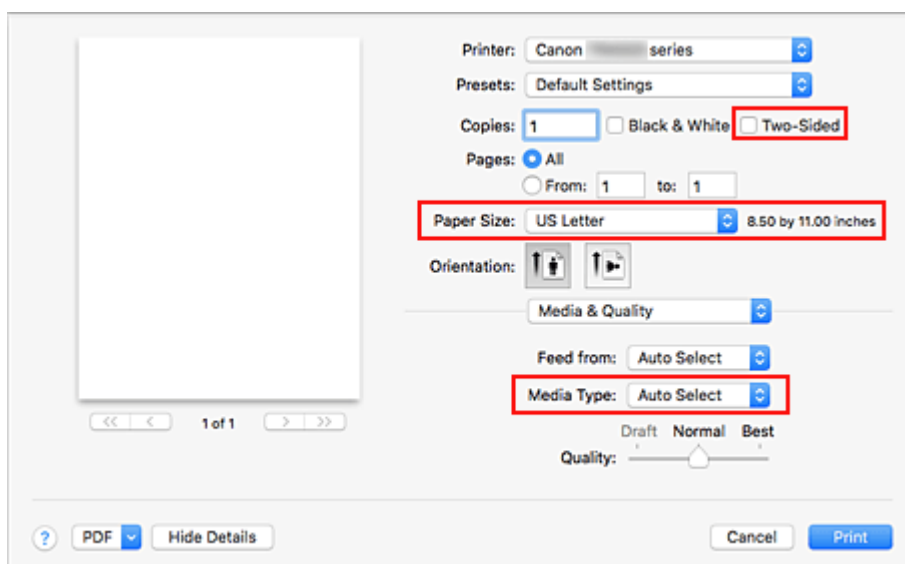 Printer: Canon series
Presets: Default Settings
Copies: 1 Black & White Two-Sided
Pages: All
From: 1 to: 1
Paper Size: US Letter 8.50 by 11.00 inches
Orientation:
Media & Quality
Feed from: Auto Select
Media Type: Auto Select
Draft Normal Best
Quality:
<< < 1 of 1 > >>
? PDF Hide Details Cancel Print